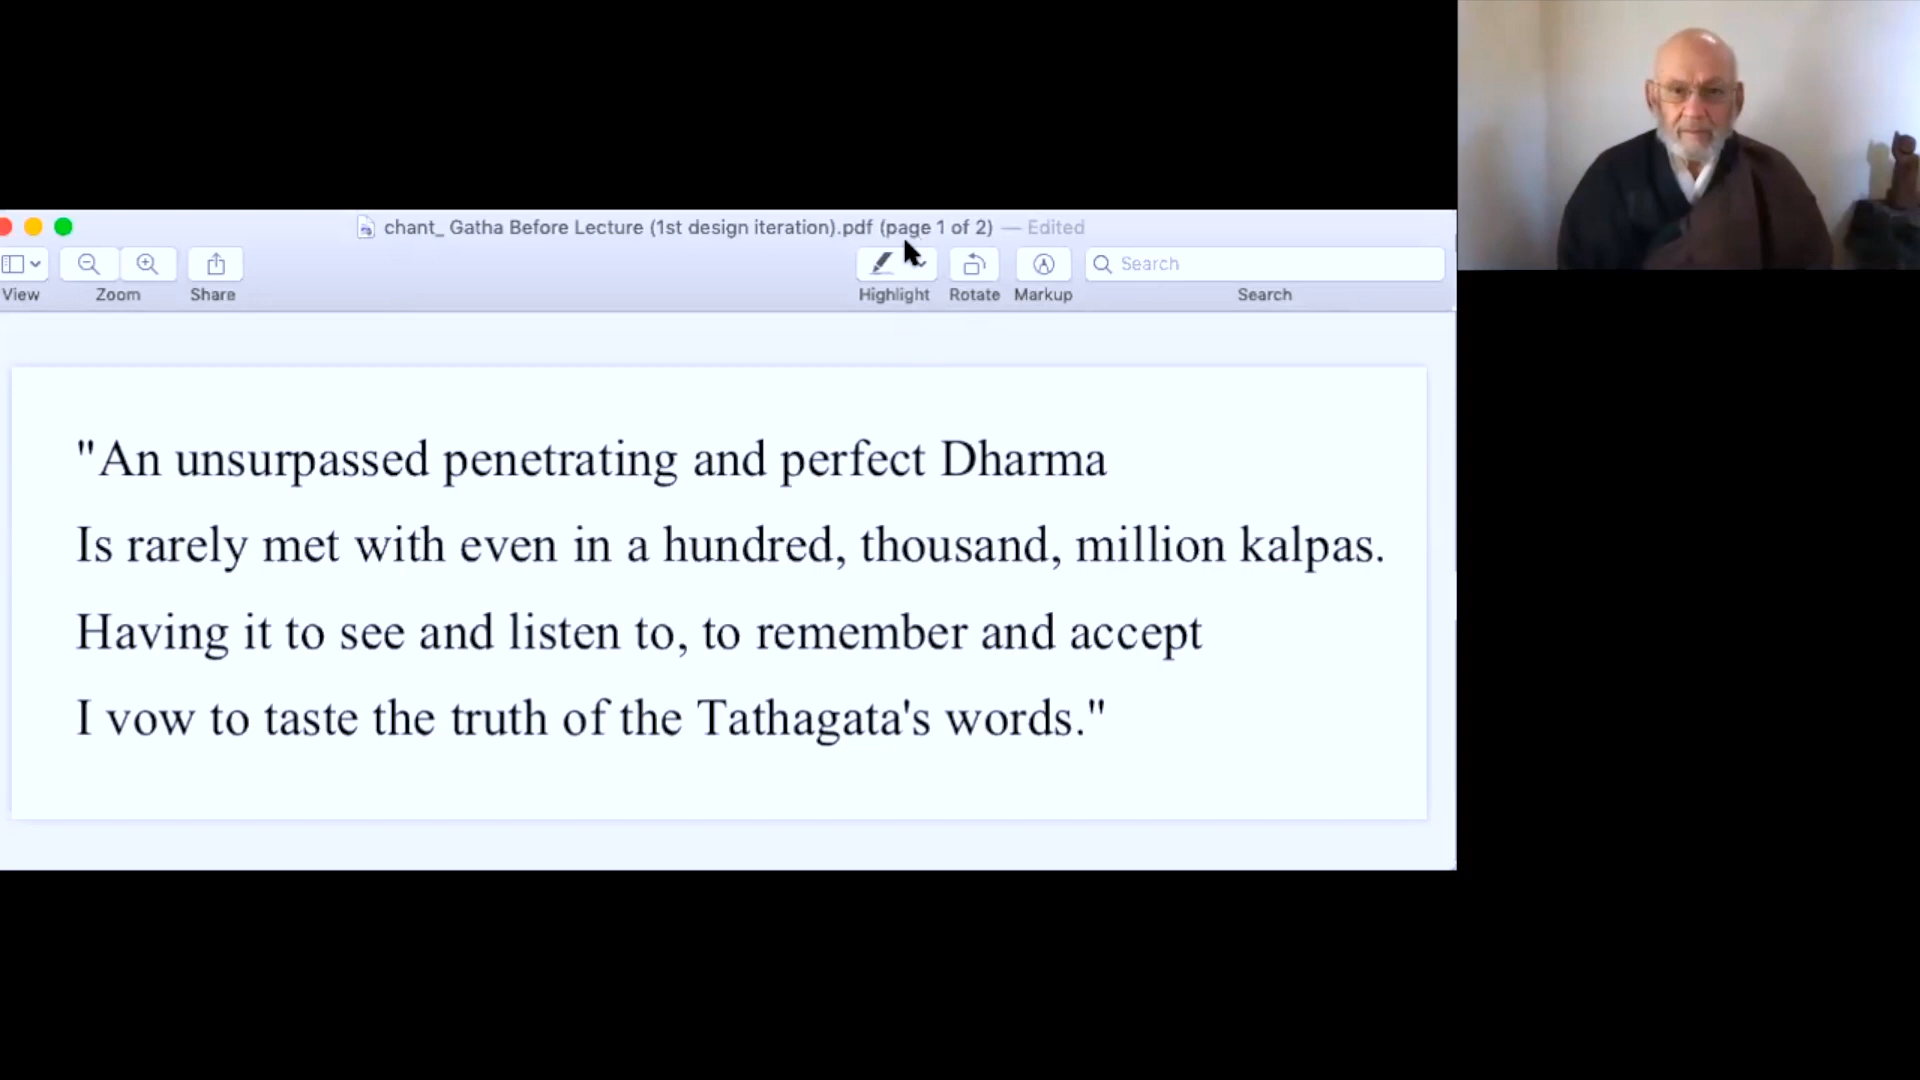 chant_ Gatha Before Lecture (1st design iteration).pdf (page 1 of 2) — Edited
View Zoom Share Highlight Rotate Markup Search
Search
"An unsurpassed penetrating and perfect Dharma
Is rarely met with even in a hundred, thousand, million kalpas.
Having it to see and listen to, to remember and accept
I vow to taste the truth of the Tathagata's words."